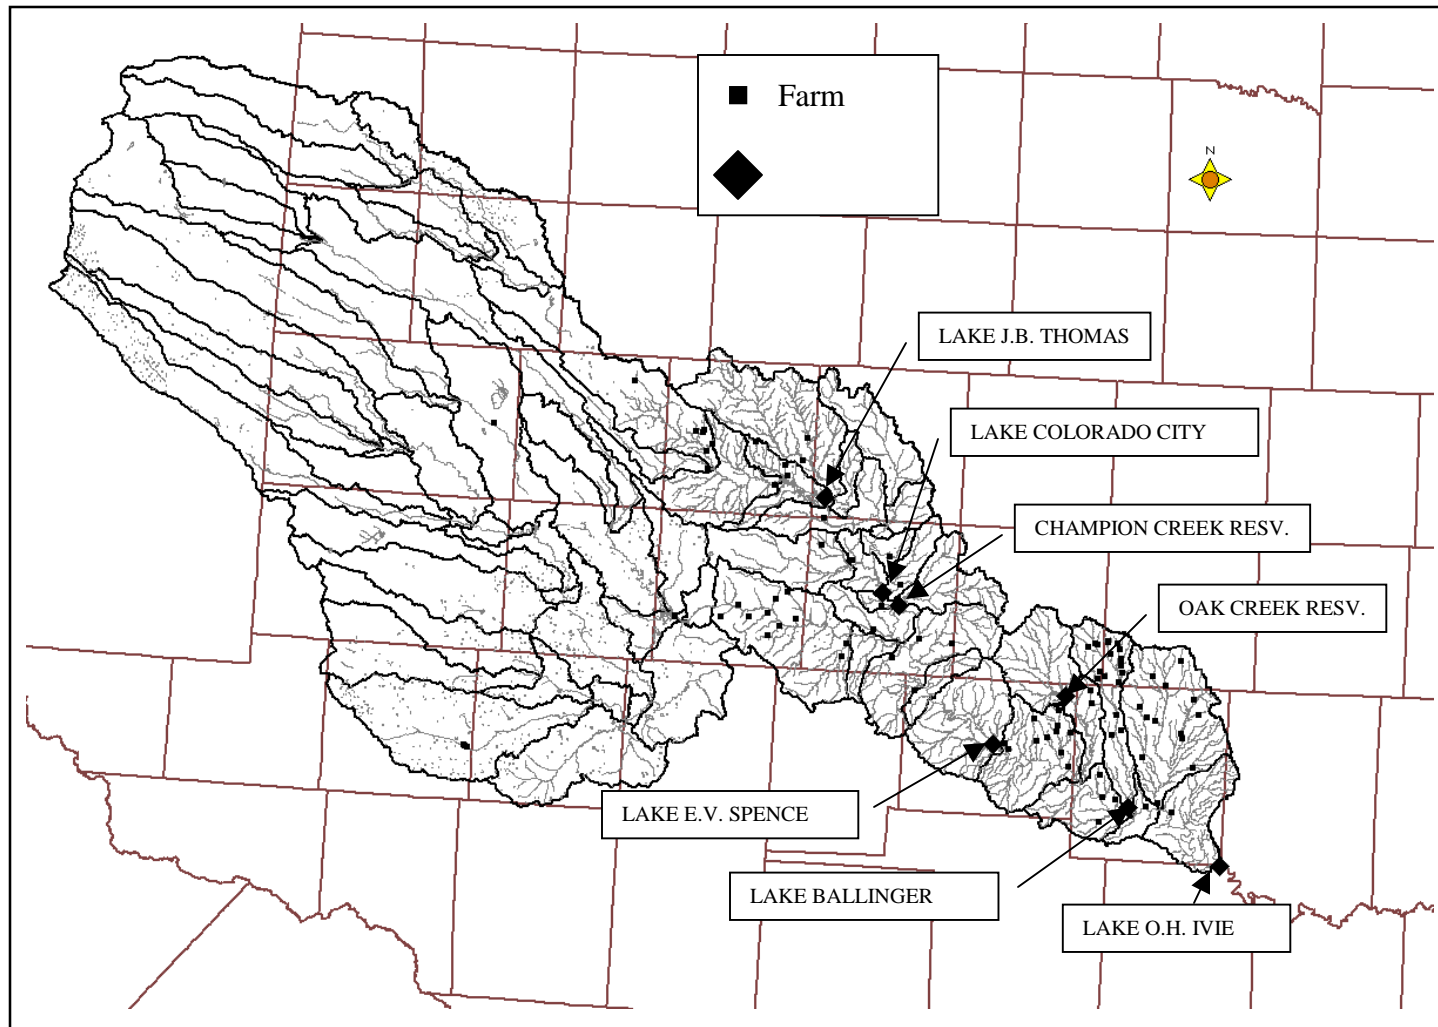 Farm
N
LAKE J.B. THOMAS
LAKE COLORADO CITY
CHAMPION CREEK RESV.
OAK CREEK RESV.
LAKE E.V. SPENCE
LAKE BALLINGER
LAKE O.H. IVIE